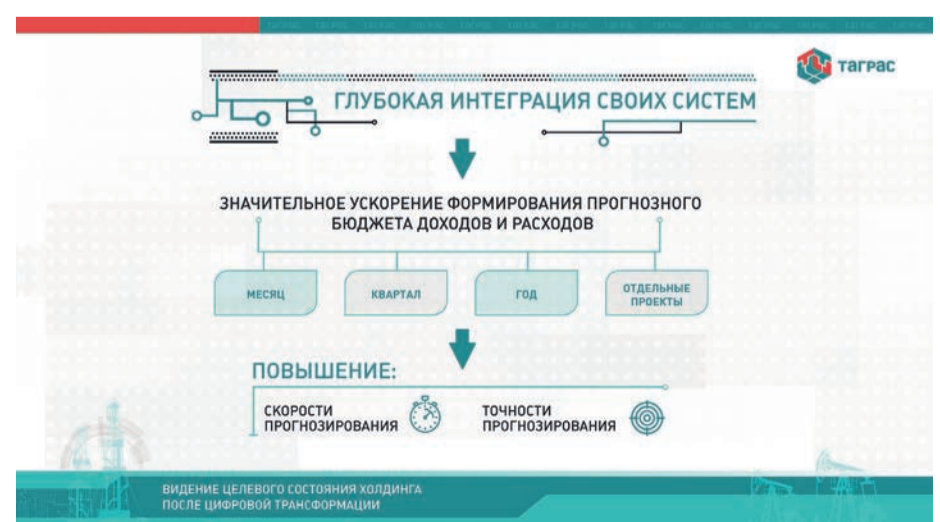 ТАГРАС
ГЛУБОКАЯ ИНТЕГРАЦИЯ СВОИХ СИСТЕМ
ЗНАЧИТЕЛЬНОЕ УСКОРЕНИЕ ФОРМИРОВАНИЯ ПРОГНОЗНОГО
БЮДЖЕТА ДОХОДОВ И РАСХОДОВ
МЕСЯЦ
КВАРТАЛ
ГОД
ОТДЕЛЬНЫЕ
ПРОЕКТЫ
ПОВЫШЕНИЕ:
СКОРОСТИ
ПРОГНОЗИРОВАНИЯ
ТОЧНОСТИ
ПРОГНОЗИРОВАНИЯ
ВИДЕНИЕ ЦЕЛЕВОГО СОСТОЯНИЯ ХОЛДИНГА
ПОСЛЕ ЦИФРОВОЙ ТРАНСФОРМАЦИИ